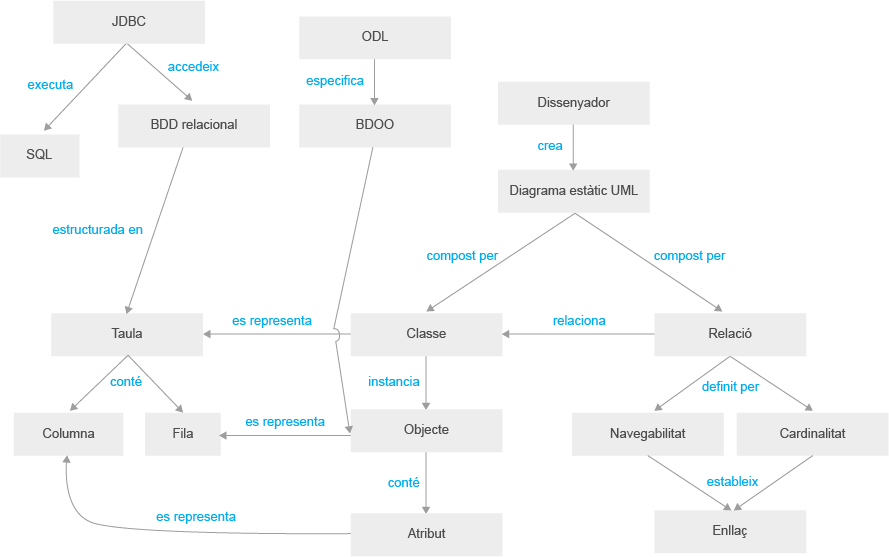 JDBC
ODL
accedeix
executa
especifica
Dissenyador
BDD relacional
BDOO
crea
SQL
Diagrama estàtic UML
estructurada en
compost per
compost per
es representa
relaciona
Taula
Classe
Relació
conté
instancia
definit per
es representa
Columna
Fila
Objecte
Navegabilitat
Cardinalitat
conté
estableix
es representa
Atribut
Enllaç